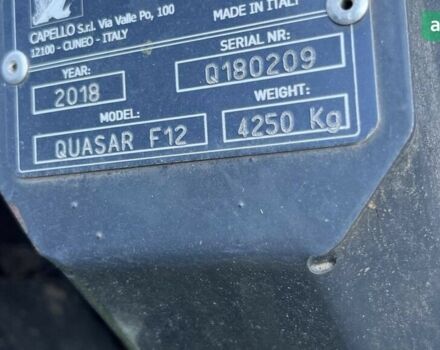 CAPELLO S.r.l. Via Valle Po, 100
12100 - CUNEO - ITALY
MADE IN ITALY
SERIAL NR:
Q180209
YEAR:
2018
WEIGHT:
4250 Kg
MODEL:
QUASAR F12
a